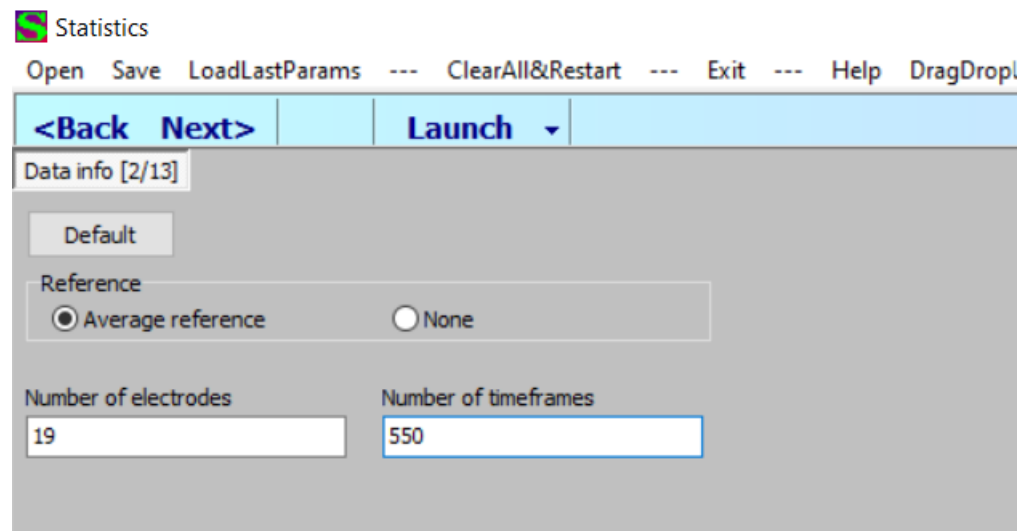 Statistics
Open Save LoadLastParams --- ClearAll&Restart --- Exit --- Help
<Back Next> Launch
Data info [2/13]
Default
Reference
Average reference None
Number of electrodes Number of timeframes
19 550